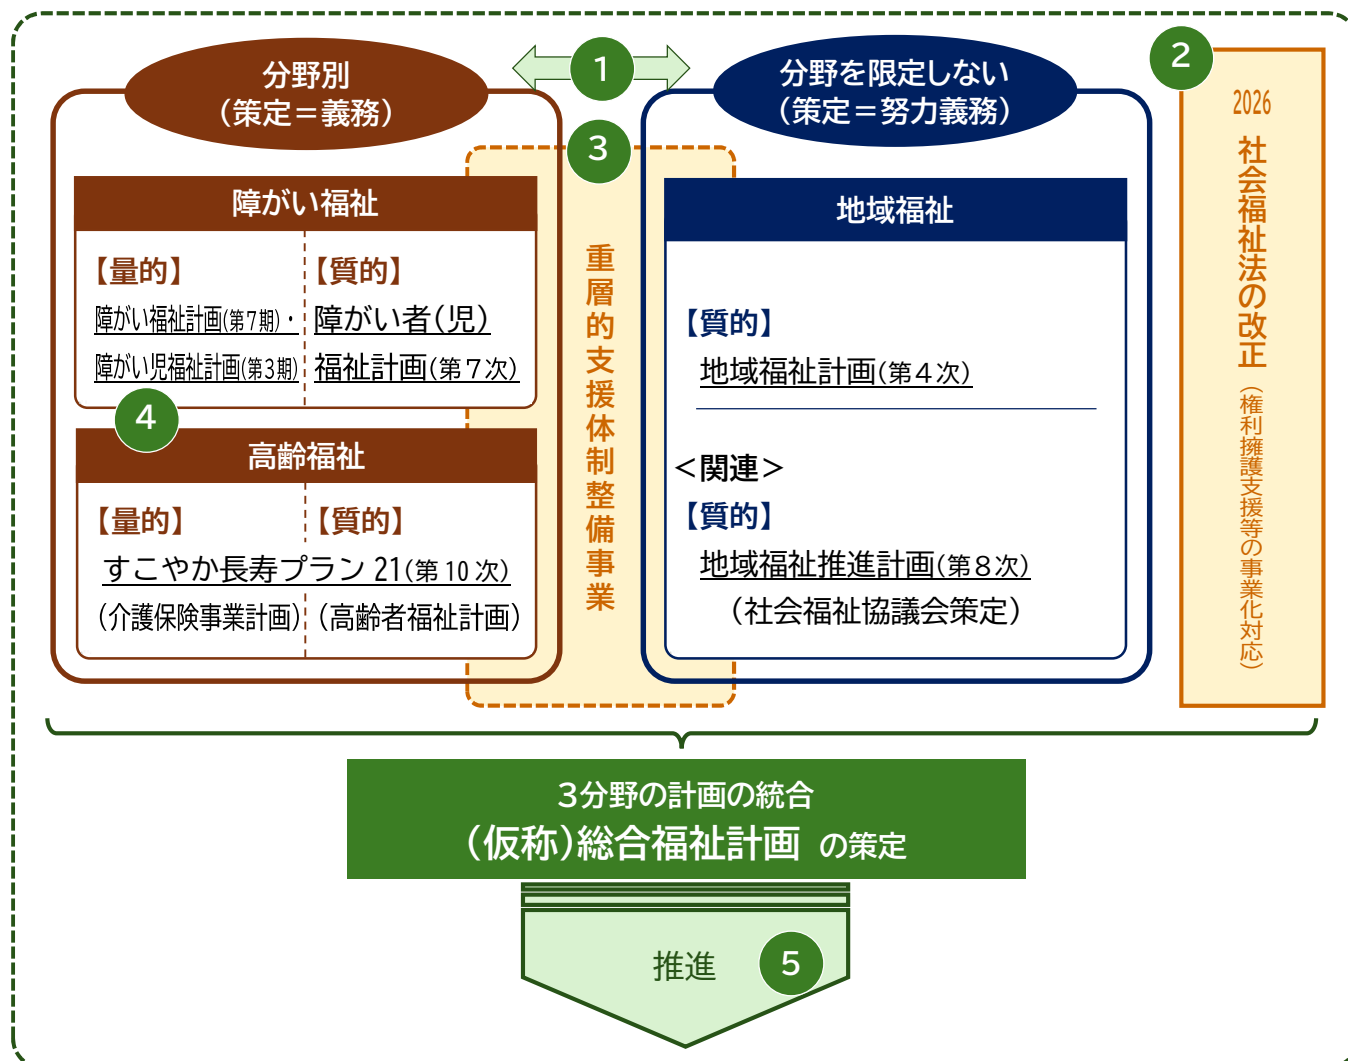 分野別
（策定＝義務）
1
分野を限定しない
（策定＝努力義務）
2
2026 社会福祉法の改正（権利擁護支援等の事業化対応）
3
重層的支援体制整備事業
障がい福祉
【量的】
障がい福祉計画(第7期)・
障がい児福祉計画(第3期)
【質的】
障がい者（児）
福祉計画(第７次)
4
高齢福祉
【量的】 【質的】
すこやか長寿プラン 21(第 10 次)
(介護保険事業計画) (高齢者福祉計画)
地域福祉
【質的】
地域福祉計画(第４次)
＜関連＞
【質的】
地域福祉推進計画(第８次)
（社会福祉協議会策定）
３分野の計画の統合
（仮称）総合福祉計画 の策定
推進 5